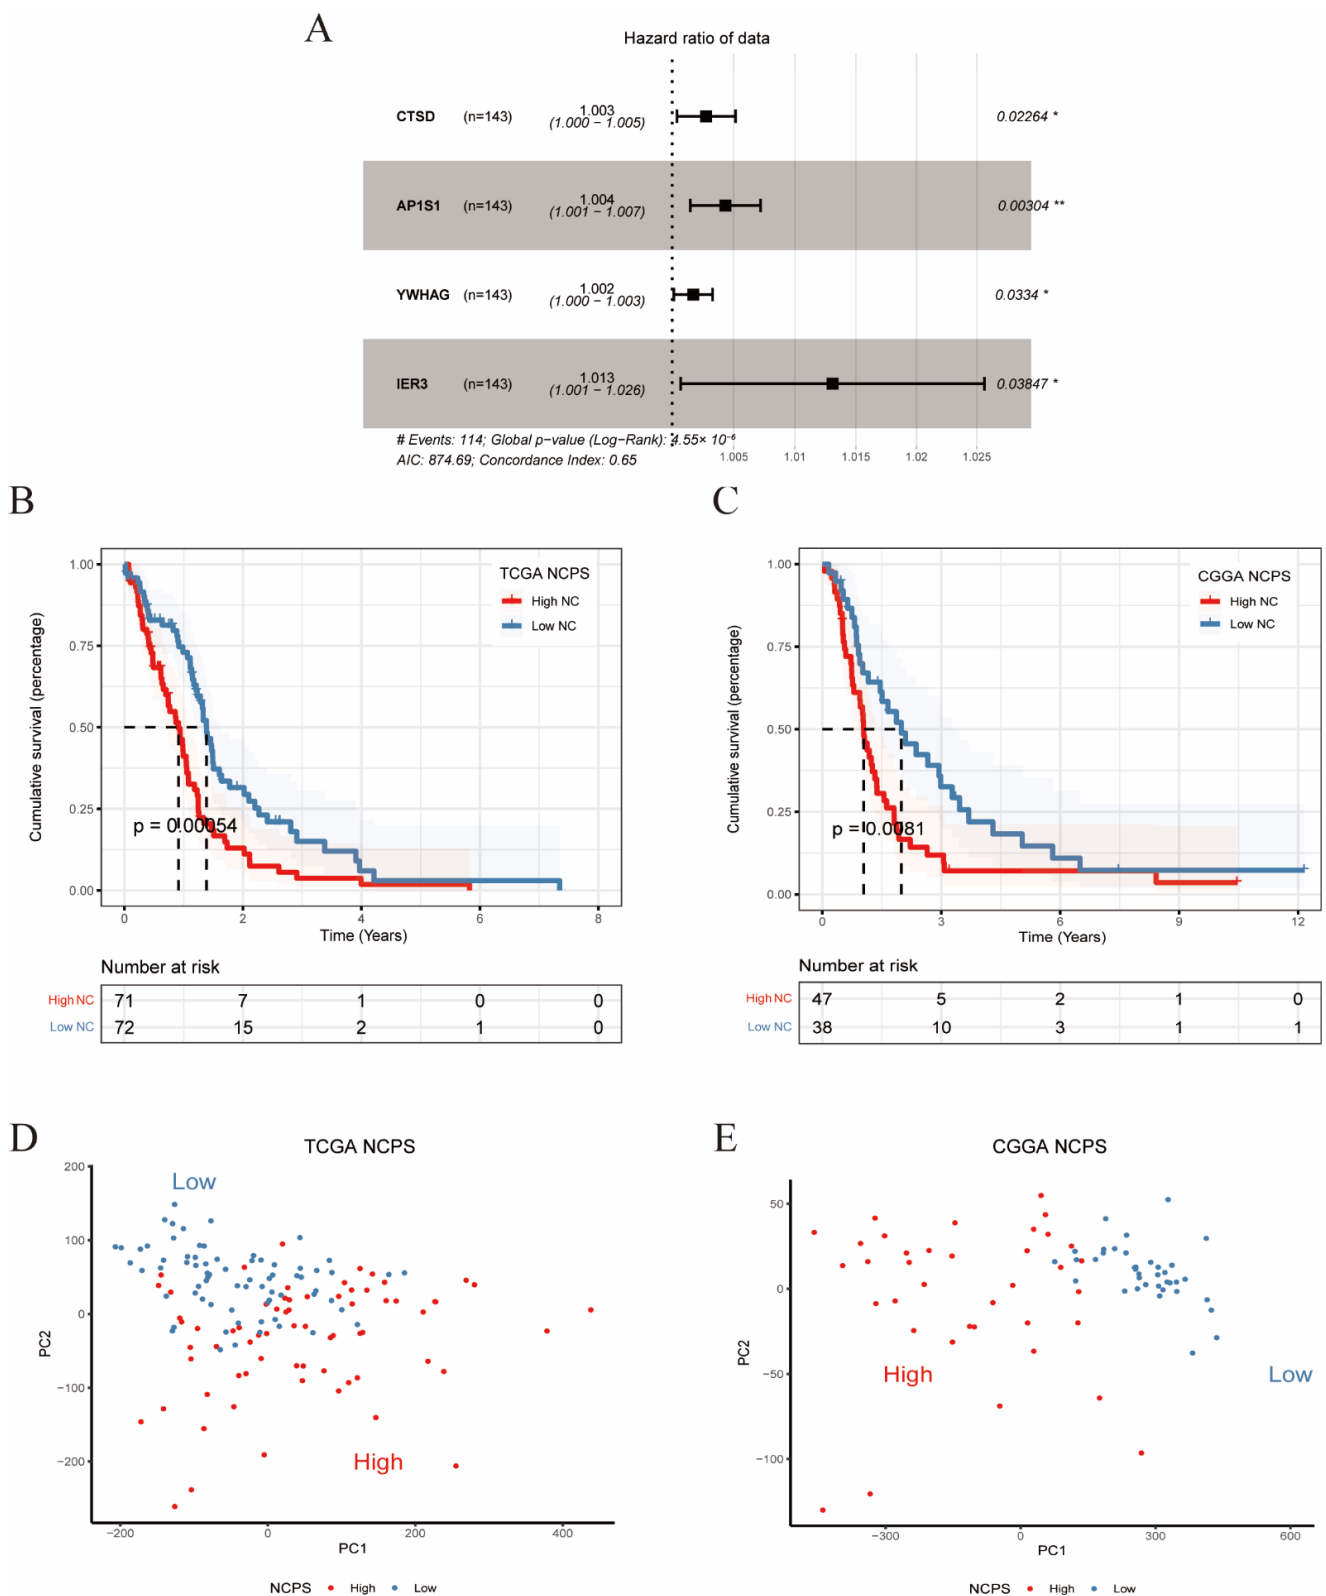 A
Hazard ratio of data
CTSD (n=143) 1.003 (1.000 − 1.005) 0.02264 *
AP1S1 (n=143) 1.004 (1.001 − 1.007) 0.00304 **
YWHAG (n=143) 1.002 (1.000 − 1.003) 0.0334 *
IER3 (n=143) 1.013 (1.001 − 1.026) 0.03847 *
# Events: 114; Global p−value (Log−Rank): 4.55× 10⁻⁶
AIC: 874.69; Concordance Index: 0.65
1.005 1.01 1.015 1.02 1.025
B
Cumulative survival (percentage)
1.00
0.75
0.50
0.25
0.00
TCGA NCPS
High NC
Low NC
p = 0.00054
0 2 4 6 8
Time (Years)
Number at risk
High NC 71 7 1 0 0
Low NC 72 15 2 1 0
C
Cumulative survival (percentage)
1.00
0.75
0.50
0.25
0.00
CGGA NCPS
High NC
Low NC
p = 0.0081
0 3 6 9 12
Time (Years)
Number at risk
High NC 47 5 2 1 0
Low NC 38 10 3 1 1
D
TCGA NCPS
PC2
200
100
0
−100
−200
Low
High
−200 0 200 400
PC1
NCPS High Low
E
CGGA NCPS
PC2
50
0
−50
−100
High
Low
−300 0 300 600
PC1
NCPS High Low